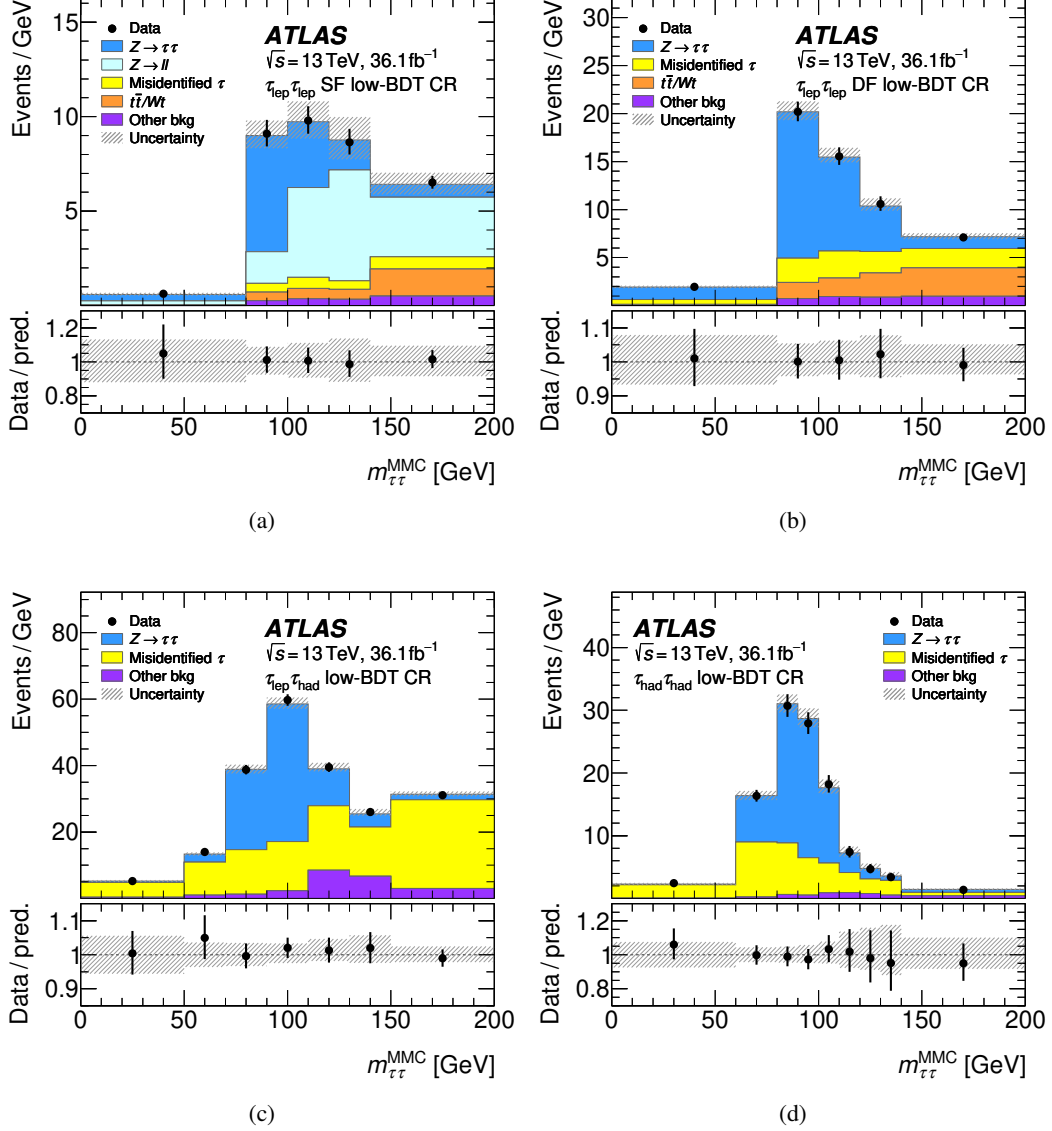 Events / GeV
15
10
5
Data
Z → ττ
Z → ll
Misidentified τ
tt̄/Wt
Other bkg
Uncertainty
ATLAS
√s = 13 TeV, 36.1 fb⁻¹
τlep τlep SF low-BDT CR
Data / pred.
1.2
1
0.8
0 50 100 150 200
m_ττ^MMC [GeV]
(a)
Events / GeV
30
25
20
15
10
5
Data
Z → ττ
Misidentified τ
tt̄/Wt
Other bkg
Uncertainty
ATLAS
√s = 13 TeV, 36.1 fb⁻¹
τlep τlep DF low-BDT CR
Data / pred.
1.1
1
0.9
0 50 100 150 200
m_ττ^MMC [GeV]
(b)
Events / GeV
80
60
40
20
Data
Z → ττ
Misidentified τ
Other bkg
Uncertainty
ATLAS
√s = 13 TeV, 36.1 fb⁻¹
τlep τhad low-BDT CR
Data / pred.
1.1
1
0.9
0 50 100 150 200
m_ττ^MMC [GeV]
(c)
Events / GeV
40
30
20
10
ATLAS
√s = 13 TeV, 36.1 fb⁻¹
τhad τhad low-BDT CR
Data
Z → ττ
Misidentified τ
Other bkg
Uncertainty
Data / pred.
1.2
1
0.8
0 50 100 150 200
m_ττ^MMC [GeV]
(d)